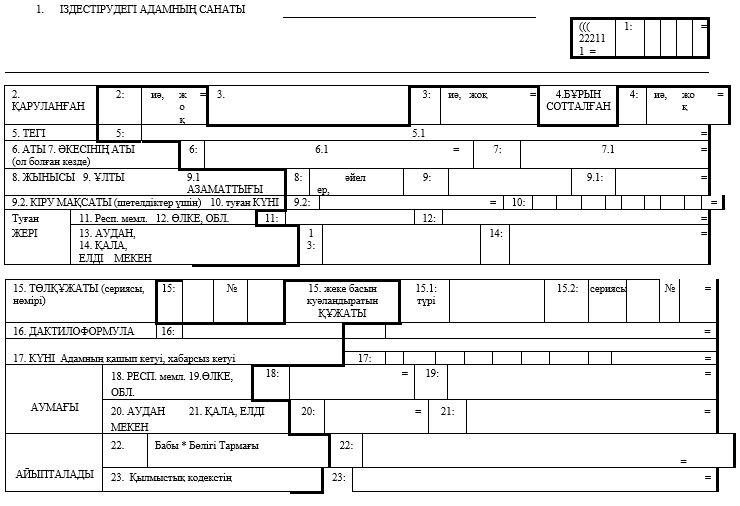 1. ІЗДЕСТІРУДЕГІ АДАМНЫҢ САНАТЫ
((( 1:
22211
1 =
2. 2: иә, ж = 3. 3: иә, жоқ = 4.БҰРЫН 4: иә, жо =
ҚАРУЛАНҒАН о СОТТАЛҒАН қ
қ
5. ТЕГІ 5: 5.1 =
6. АТЫ 7. ӘКЕСІНІҢ АТЫ 6: 6.1 = 7: 7.1 =
(ол болған кезде)
8. ЖЫНЫСЫ 9. ҰЛТЫ 9.1 8: әйел 9: 9.1: =
АЗАМАТТЫҒЫ ер,
9.2. КІРУ МАҚСАТЫ (шетелдіктер үшін) 10. туған КҮНІ 9.2: = 10: =
Туған 11. Респ. мемл. 12. ӨЛКЕ, ОБЛ. 11: 12: =
ЖЕРІ 13. АУДАН, 1 14: =
14. ҚАЛА, 3:
ЕЛДІ МЕКЕН
15. ТӨЛҚҰЖАТЫ (сериясы, 15: № 15. жеке басын 15.1: 15.2: сериясы № =
нөмірі) куәландыратын түрі
ҚҰЖАТЫ
16. ДАКТИЛОФОРМУЛА 16: =
17. КҮНІ Адамның қашып кетуі, хабарсыз кетуі 17: =
18. РЕСП. мемл. 19.ӨЛКЕ, 18: = 19: =
ОБЛ.
АУМАҒЫ
20. АУДАН 21. ҚАЛА, ЕЛДІ 20: = 21: =
МЕКЕН
22. Бабы * Бөлігі Тармағы 22:
=
АЙЫПТАЛАДЫ
23. Қылмыстық кодекстің 23: =